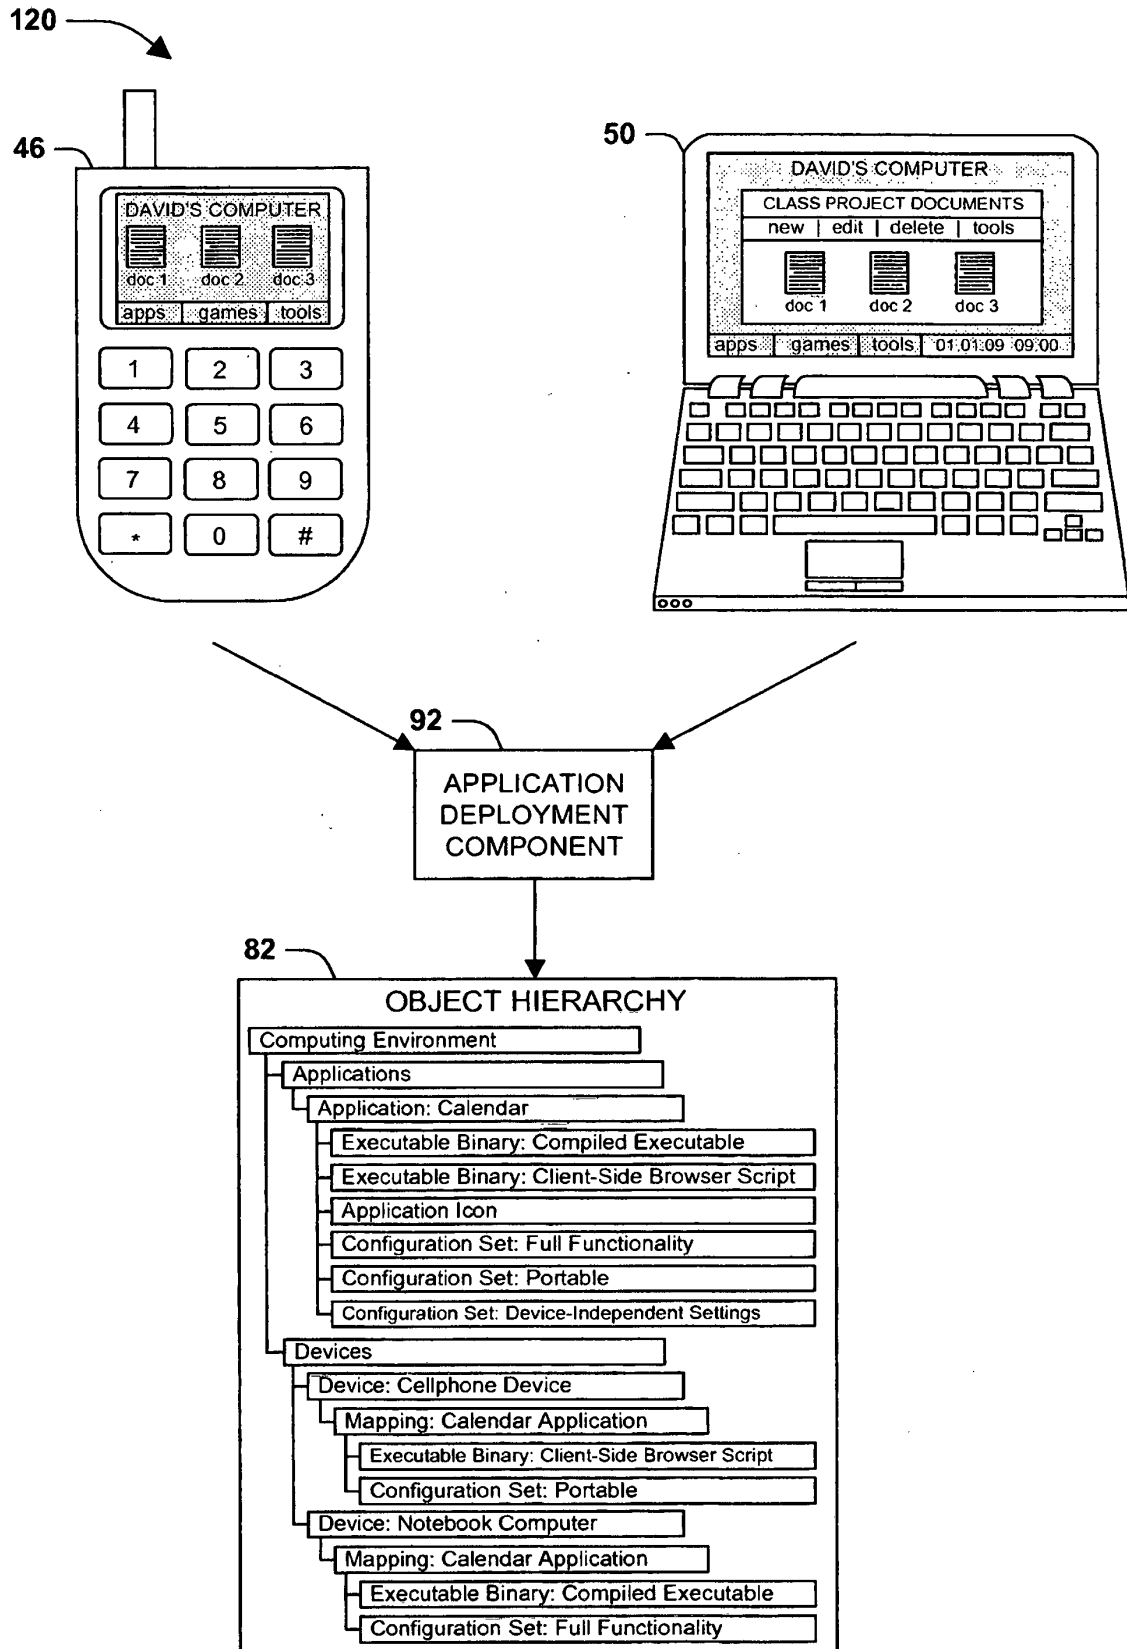 120
46
DAVID'S COMPUTER
doc 1 doc 2 doc 3
apps games tools
1 2 3
4 5 6
7 8 9
* 0 #
50
DAVID'S COMPUTER
CLASS PROJECT DOCUMENTS
new | edit | delete | tools
doc 1 doc 2 doc 3
apps games tools 01.01.09 09:00
92
APPLICATION
DEPLOYMENT
COMPONENT
82
OBJECT HIERARCHY
Computing Environment
Applications
Application: Calendar
Executable Binary: Compiled Executable
Executable Binary: Client-Side Browser Script
Application Icon
Configuration Set: Full Functionality
Configuration Set: Portable
Configuration Set: Device-Independent Settings
Devices
Device: Cellphone Device
Mapping: Calendar Application
Executable Binary: Client-Side Browser Script
Configuration Set: Portable
Device: Notebook Computer
Mapping: Calendar Application
Executable Binary: Compiled Executable
Configuration Set: Full Functionality